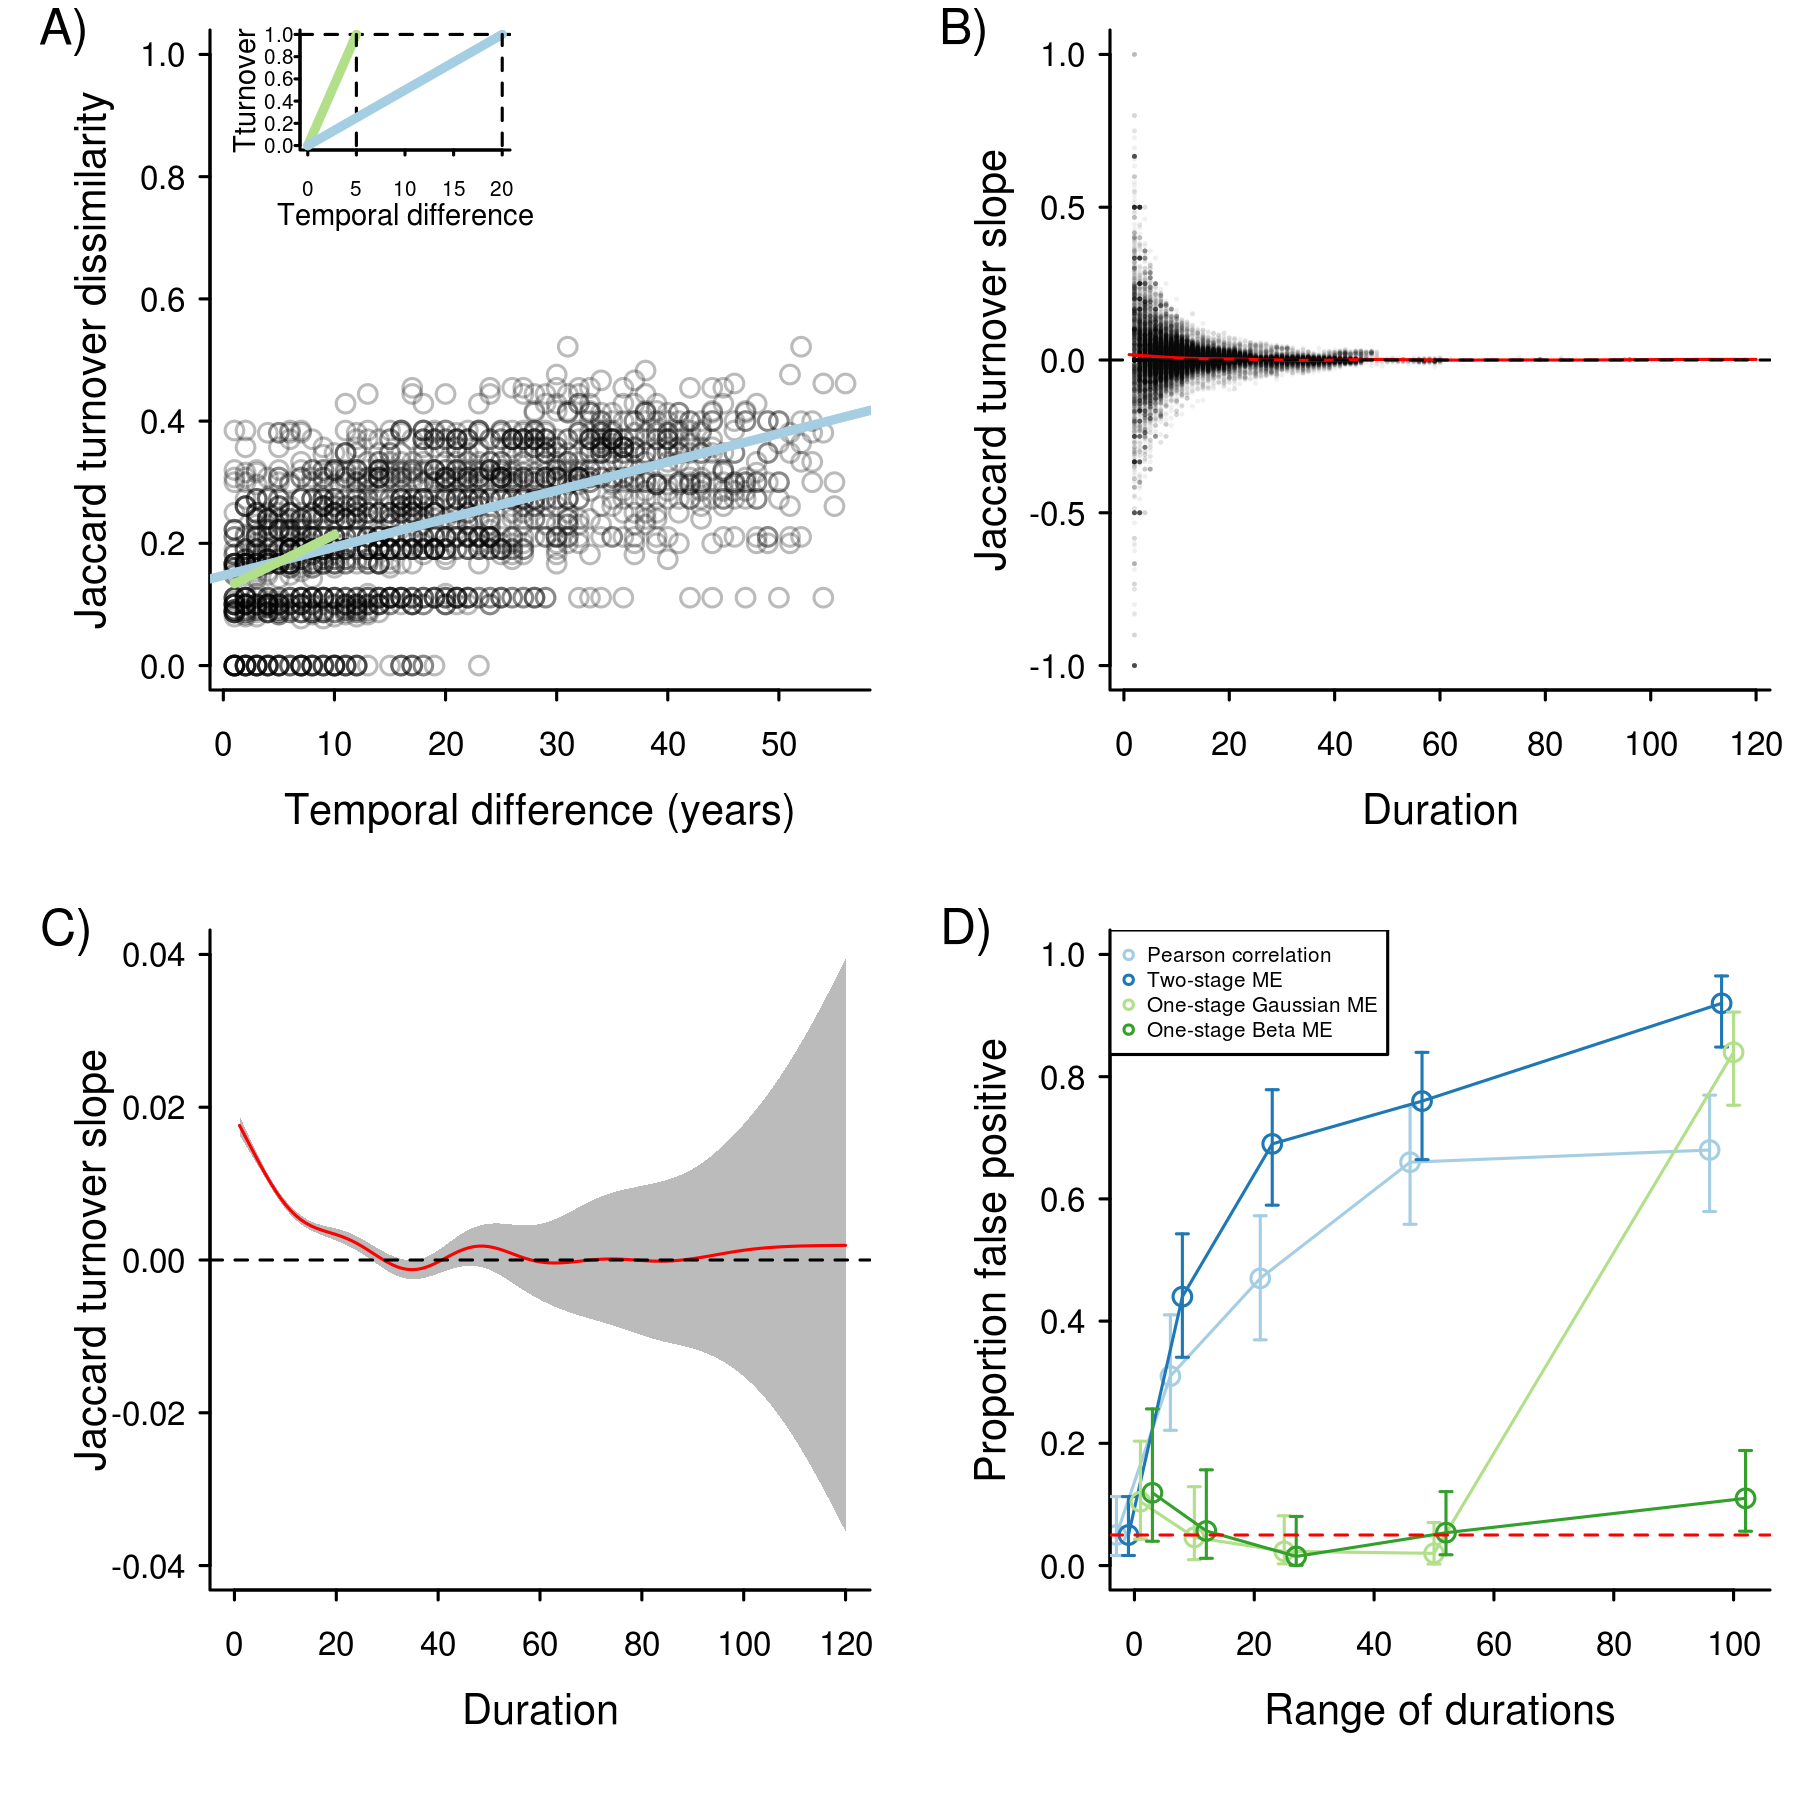 A)
Jaccard turnover dissimilarity
1.0
0.8
0.6
0.4
0.2
0.0
0 10 20 30 40 50
Temporal difference (years)
Tturnover
1.0
0.8
0.6
0.4
0.2
0.0
0 5 10 15 20
Temporal difference
B)
Jaccard turnover slope
1.0
0.5
0.0
-0.5
-1.0
0 20 40 60 80 100 120
Duration
C)
Jaccard turnover slope
0.04
0.02
0.00
-0.02
-0.04
0 20 40 60 80 100 120
Duration
D)
Proportion false positive
1.0
0.8
0.6
0.4
0.2
0.0
Pearson correlation
Two-stage ME
One-stage Gaussian ME
One-stage Beta ME
0 20 40 60 80 100
Range of durations